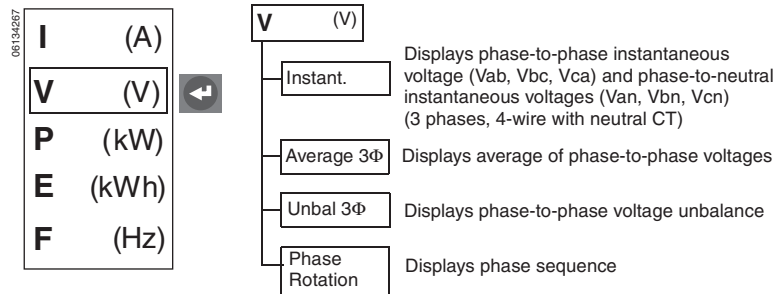 06134267
I (A)
V (V)
P (kW)
E (kWh)
F (Hz)
V (V)
Instant.
Displays phase-to-phase instantaneous
voltage (Vab, Vbc, Vca) and phase-to-neutral
instantaneous voltages (Van, Vbn, Vcn)
(3 phases, 4-wire with neutral CT)
Average 3Φ
Displays average of phase-to-phase voltages
Unbal 3Φ
Displays phase-to-phase voltage unbalance
Phase
Rotation
Displays phase sequence